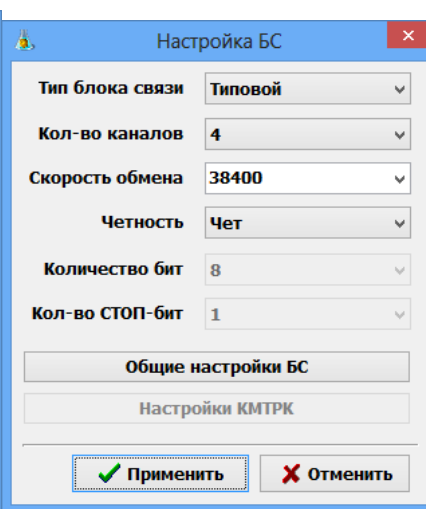 Настройка БС
Тип блока связи Типовой
Кол-во каналов 4
Скорость обмена 38400
Четность Чет
Количество бит 8
Кол-во СТОП-бит 1
Общие настройки БС
Настройки КМТРК
Применить Отменить